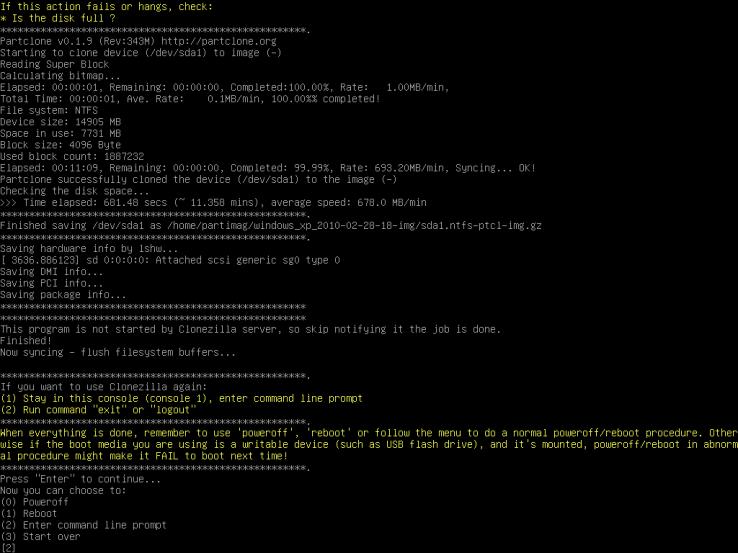 If this action fails or hangs, check:
* Is the disk full ?
*****************************************************.
Partclone v0.1.9 (Rev:343M) http://partclone.org
Starting to clone device (/dev/sda1) to image (-)
Reading Super Block
Calculating bitmap...
Elapsed: 00:00:01, Remaining: 00:00:00, Completed:100.00%, Rate:   1.00MB/min,
Total Time: 00:00:01, Ave. Rate:    0.1MB/min, 100.00%% completed!
File system: NTFS
Device size: 14905 MB
Space in use: 7731 MB
Block size: 4096 Byte
Used block count: 1887232
Elapsed: 00:11:09, Remaining: 00:00:00, Completed: 99.99%, Rate: 693.20MB/min, Syncing... OK!
Partclone successfully cloned the device (/dev/sda1) to the image (-)
Checking the disk space...
>>> Time elapsed: 681.48 secs (~ 11.358 mins), average speed: 678.0 MB/min
*****************************************************.
Finished saving /dev/sda1 as /home/partimag/windows_xp_2010-02-28-18-img/sda1.ntfs-ptcl-img.gz
*****************************************************.
Saving hardware info by lshw...
[ 3636.886123] sd 0:0:0:0: Attached scsi generic sg0 type 0
Saving DMI info...
Saving PCI info...
Saving package info...
*****************************************************
*****************************************************
This program is not started by Clonezilla server, so skip notifying it the job is done.
Finished!
Now syncing - flush filesystem buffers...
*****************************************************.
If you want to use Clonezilla again:
(1) Stay in this console (console 1), enter command line prompt
(2) Run command "exit" or "logout"
*****************************************************.
When everything is done, remember to use 'poweroff', 'reboot' or follow the menu to do a normal poweroff/reboot procedure. Other
wise if the boot media you are using is a writable device (such as USB flash drive), and it's mounted, poweroff/reboot in abnorm
al procedure might make it FAIL to boot next time!
*****************************************************.
Press "Enter" to continue...
Now you can choose to:
(0) Poweroff
(1) Reboot
(2) Enter command line prompt
(3) Start over
[2]